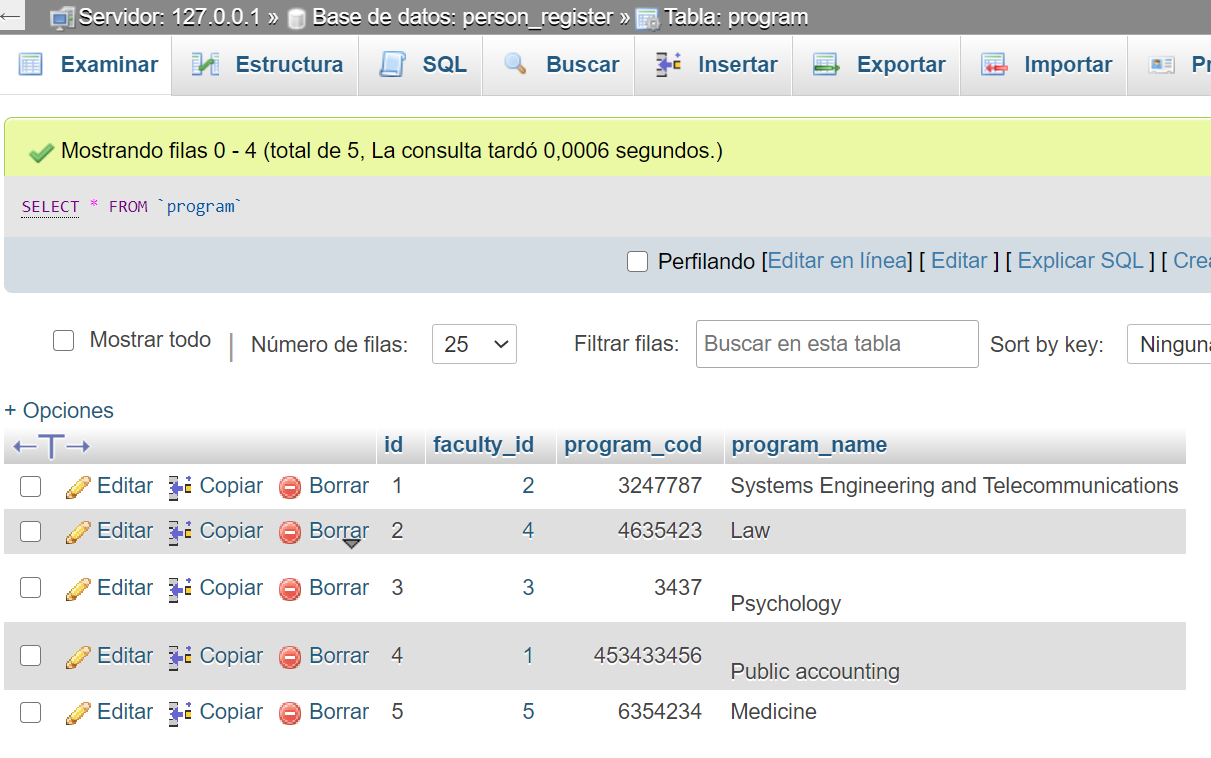 Servidor: 127.0.0.1 » Base de datos: person_register » Tabla: program
Examinar Estructura SQL Buscar Insertar Exportar Importar Pr
Mostrando filas 0 - 4 (total de 5, La consulta tardó 0,0006 segundos.)
SELECT * FROM `program`
Perfilando [Editar en línea] [ Editar ] [ Explicar SQL ] [ Crea
Mostrar todo | Número de filas: 25 Filtrar filas: Buscar en esta tabla Sort by key: Ninguna
+ Opciones
←T→ id faculty_id program_cod program_name
Editar Copiar Borrar 1 2 3247787 Systems Engineering and Telecommunications
Editar Copiar Borrar 2 4 4635423 Law
Editar Copiar Borrar 3 3 3437 Psychology
Editar Copiar Borrar 4 1 453433456 Public accounting
Editar Copiar Borrar 5 5 6354234 Medicine